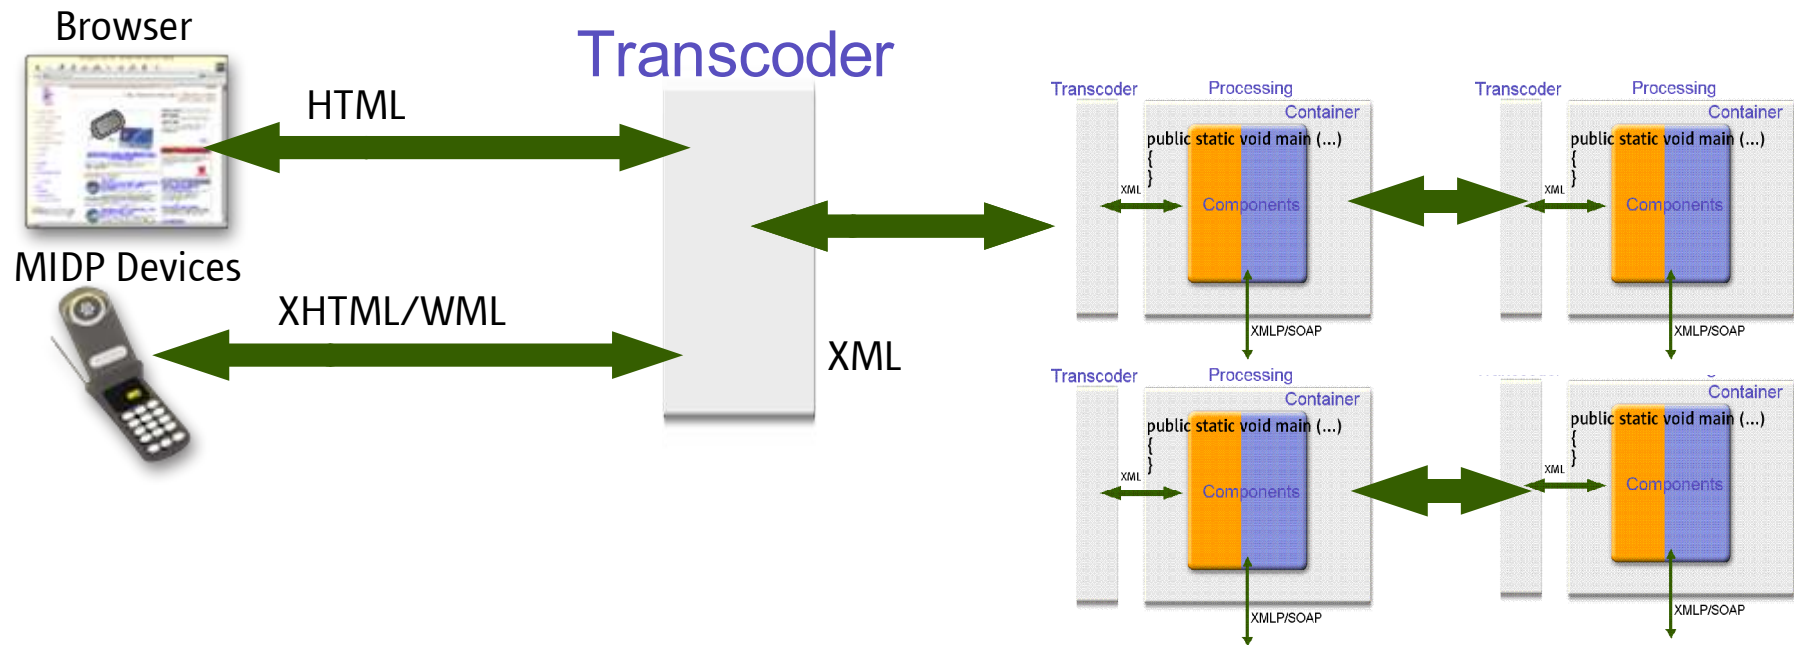 Browser
Transcoder
HTML
MIDP Devices
XHTML/WML
XML
Transcoder
Processing
Container
public static void main (...)
{
}
XML
Components
XMLP/SOAP
Transcoder
Processing
Container
public static void main (...)
{
}
XML
Components
XMLP/SOAP
Transcoder
Processing
Container
public static void main (...)
{
}
XML
Components
XMLP/SOAP
Container
public static void main (...)
{
}
XML
Components
XMLP/SOAP